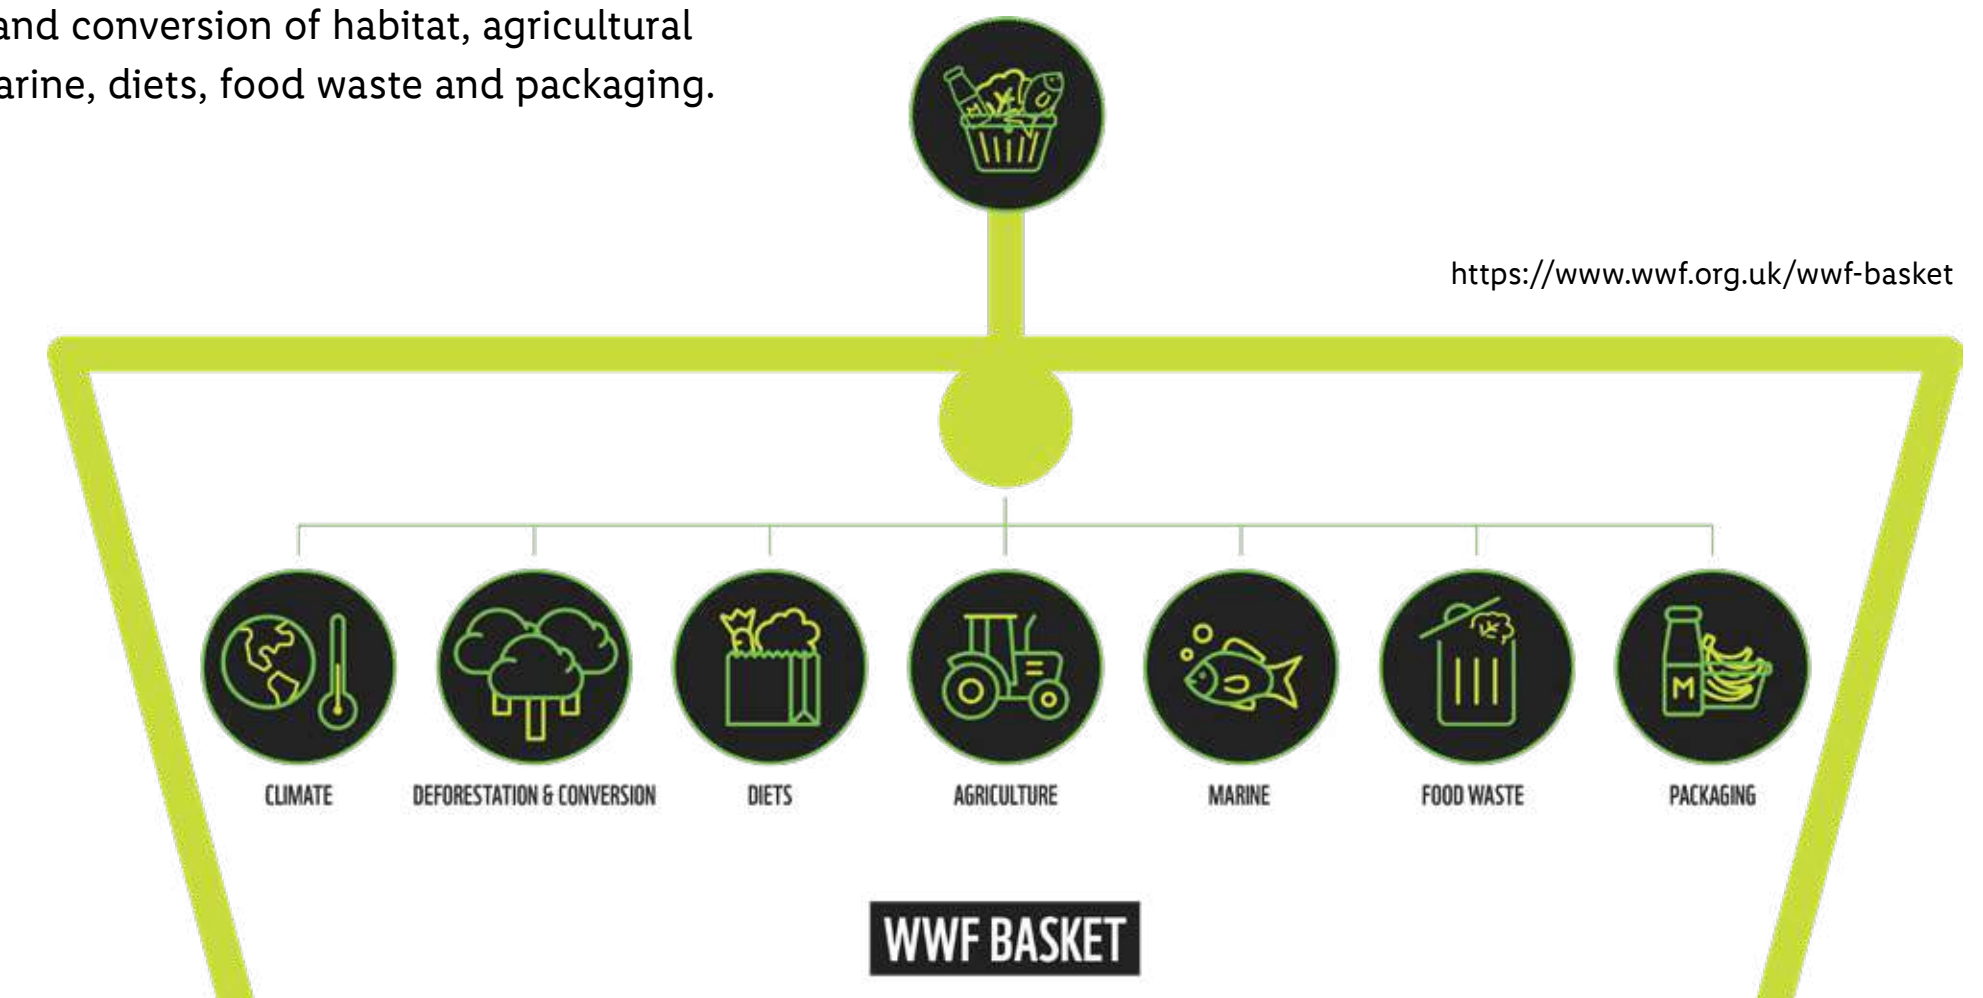 and conversion of habitat, agricultural
arine, diets, food waste and packaging.
https://www.wwf.org.uk/wwf-basket
CLIMATE
DEFORESTATION & CONVERSION
DIETS
AGRICULTURE
MARINE
FOOD WASTE
PACKAGING
M
WWF BASKET